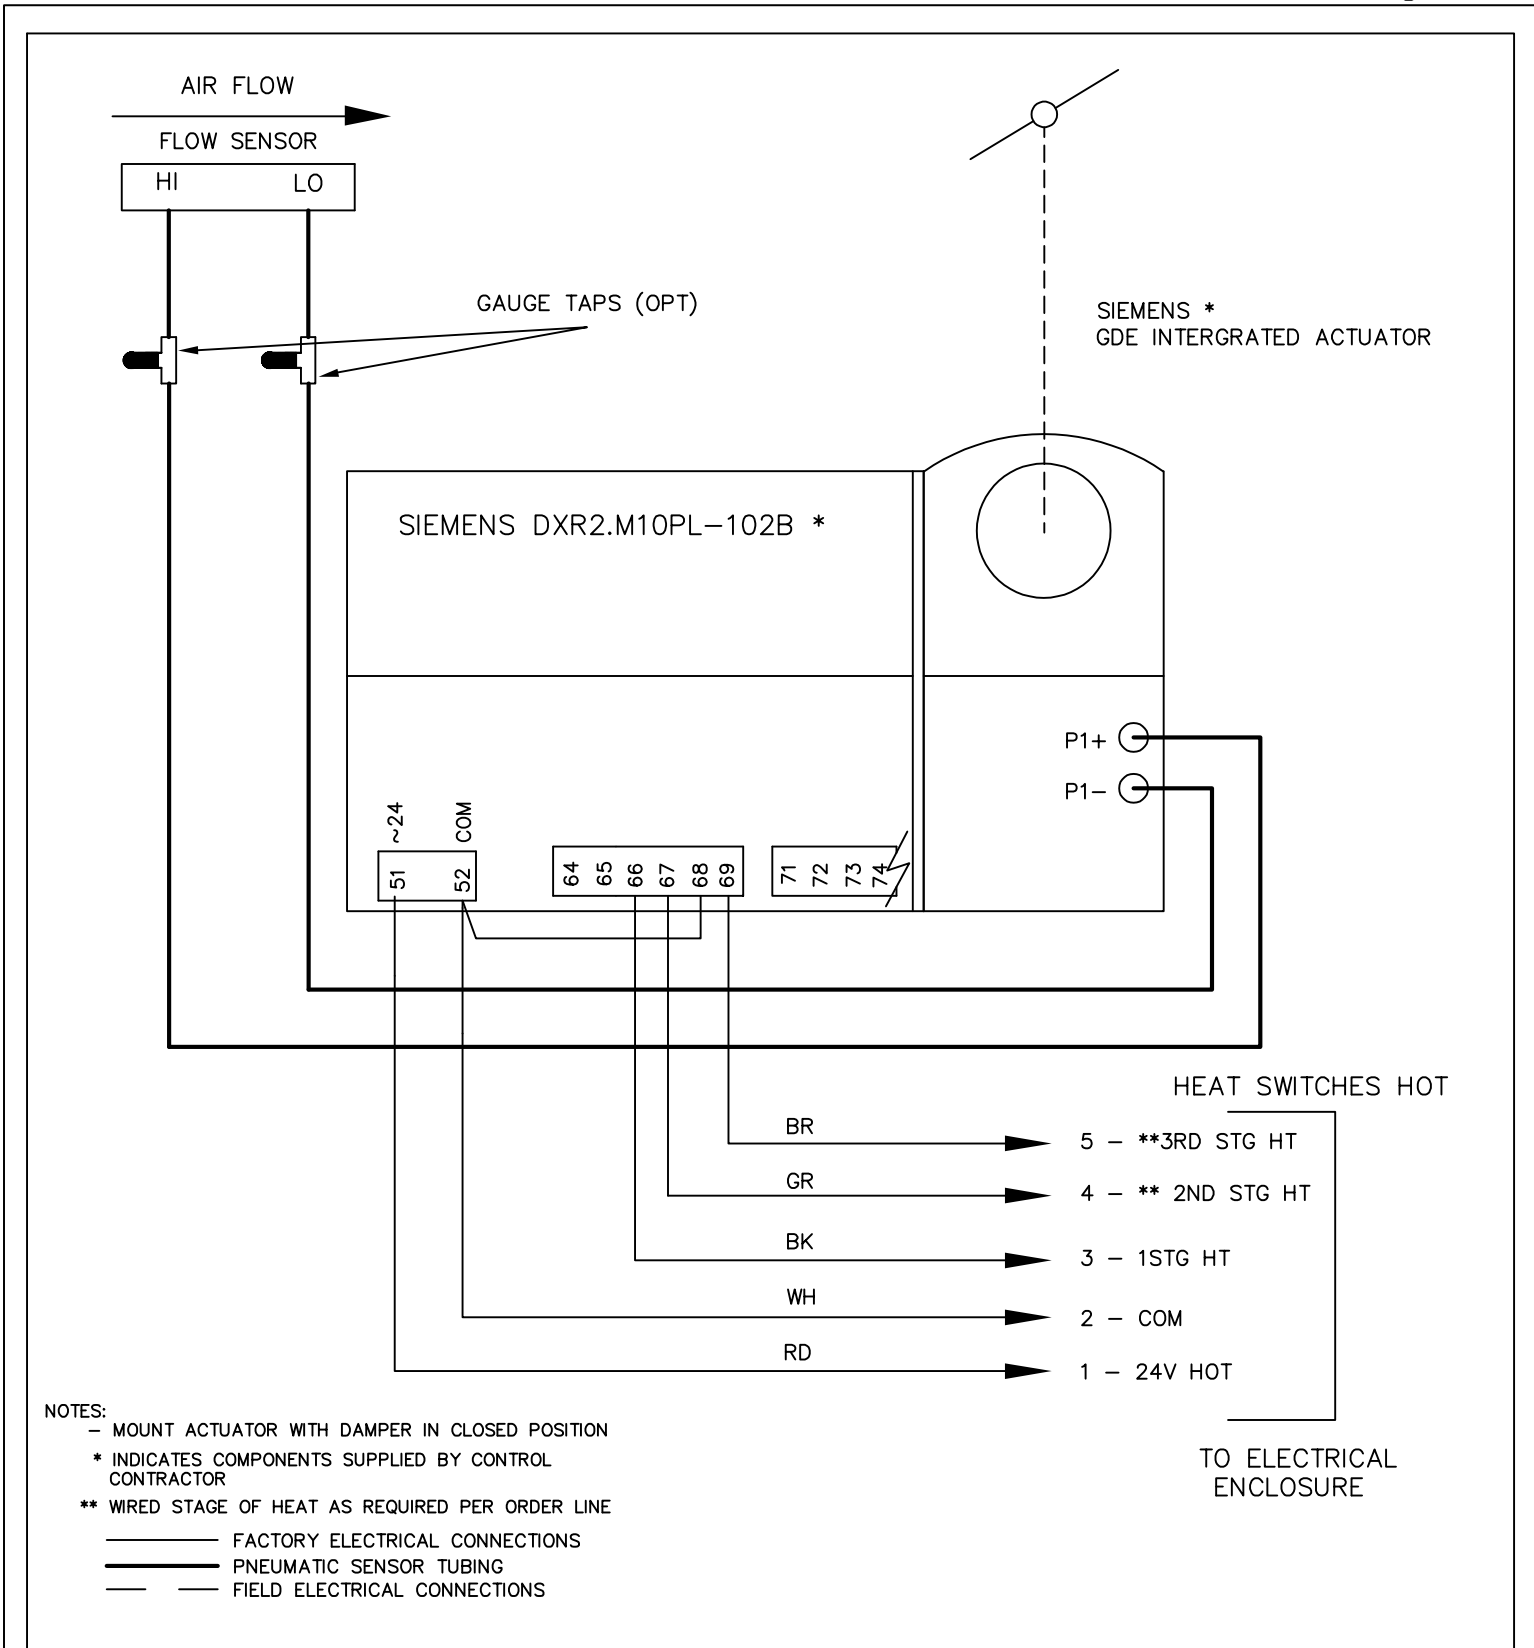 AIR FLOW
FLOW SENSOR
HI LO
GAUGE TAPS (OPT)
SIEMENS *
GDE INTERGRATED ACTUATOR
SIEMENS DXR2.M10PL-102B *
P1+
P1-
~24 COM
51 52 64 65 66 67 68 69 71 72 73 74
HEAT SWITCHES HOT
BR 5 - **3RD STG HT
GR 4 - ** 2ND STG HT
BK 3 - 1STG HT
WH 2 - COM
RD 1 - 24V HOT
TO ELECTRICAL
ENCLOSURE
NOTES:
- MOUNT ACTUATOR WITH DAMPER IN CLOSED POSITION
* INDICATES COMPONENTS SUPPLIED BY CONTROL
CONTRACTOR
** WIRED STAGE OF HEAT AS REQUIRED PER ORDER LINE
FACTORY ELECTRICAL CONNECTIONS
PNEUMATIC SENSOR TUBING
FIELD ELECTRICAL CONNECTIONS